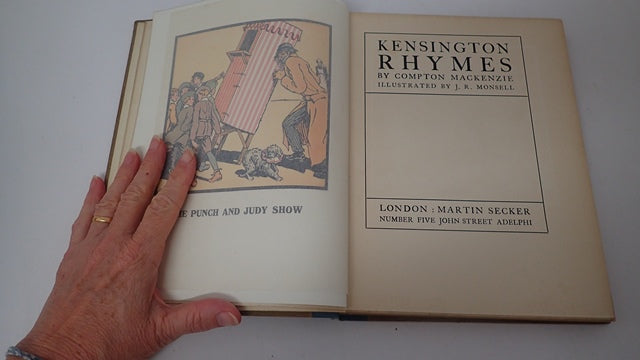 PUNCH AND JUDY SHOW
KENSINGTON
RHYMES
BY COMPTON MACKENZIE
ILLUSTRATED BY J. R. MONSELL
LONDON : MARTIN SECKER
NUMBER FIVE JOHN STREET ADELPHI